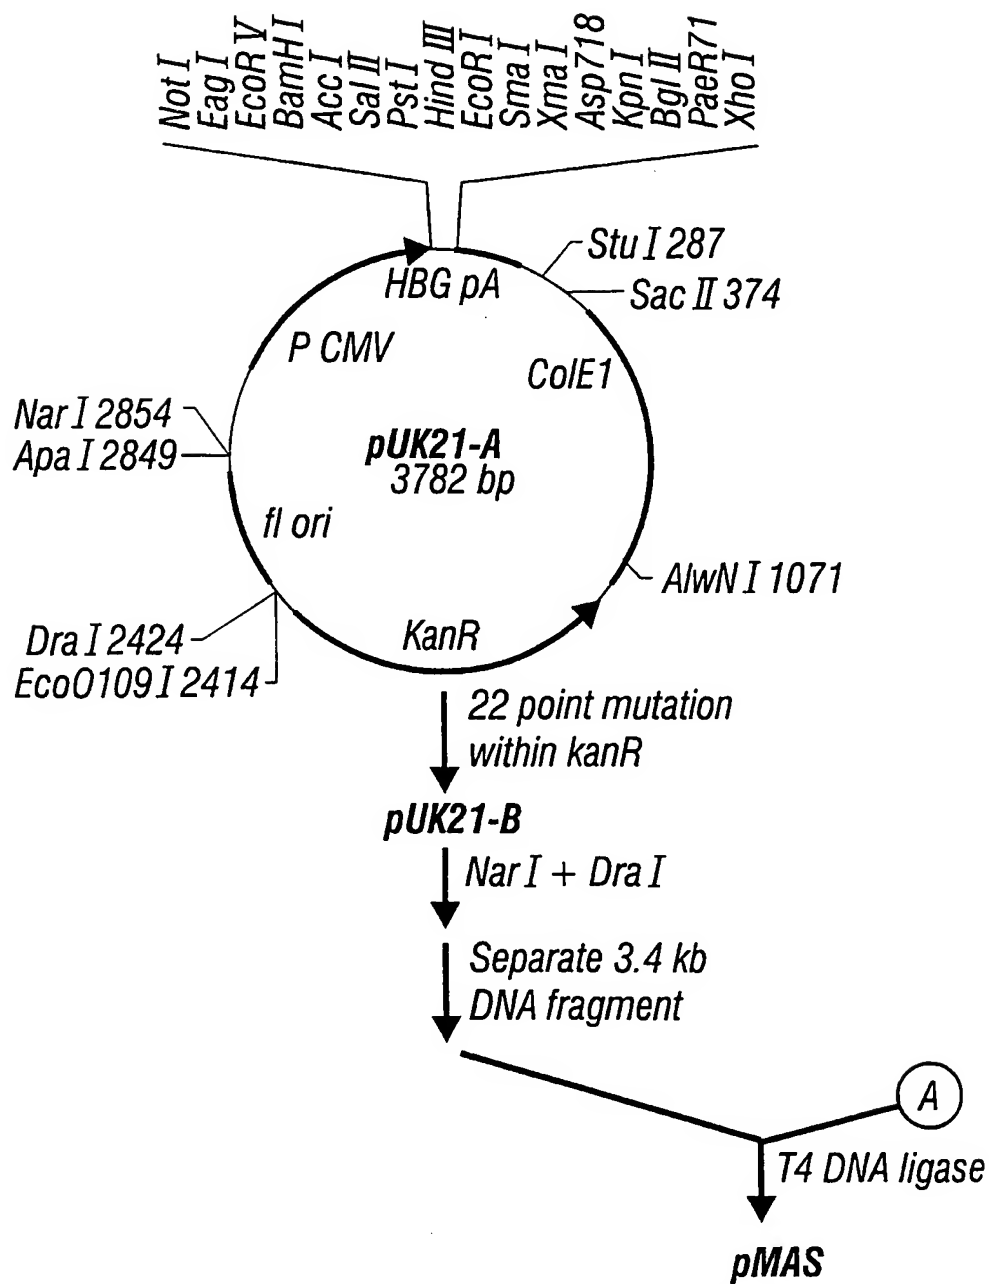 Not I
Eag I
EcoR V
BamH I
Acc I
Sal II
Pst I
Hind III
EcoR I
Sma I
Xma I
Asp718
Kpn I
Bgl II
PaeR71
Xho I
Stu I 287
Sac II 374
HBG pA
P CMV
ColE1
Nar I 2854
Apa I 2849
pUK21-A
3782 bp
fl ori
AlwN I 1071
Dra I 2424
EcoO109 I 2414
KanR
22 point mutation
within kanR
pUK21-B
Nar I + Dra I
Separate 3.4 kb
DNA fragment
A
T4 DNA ligase
pMAS